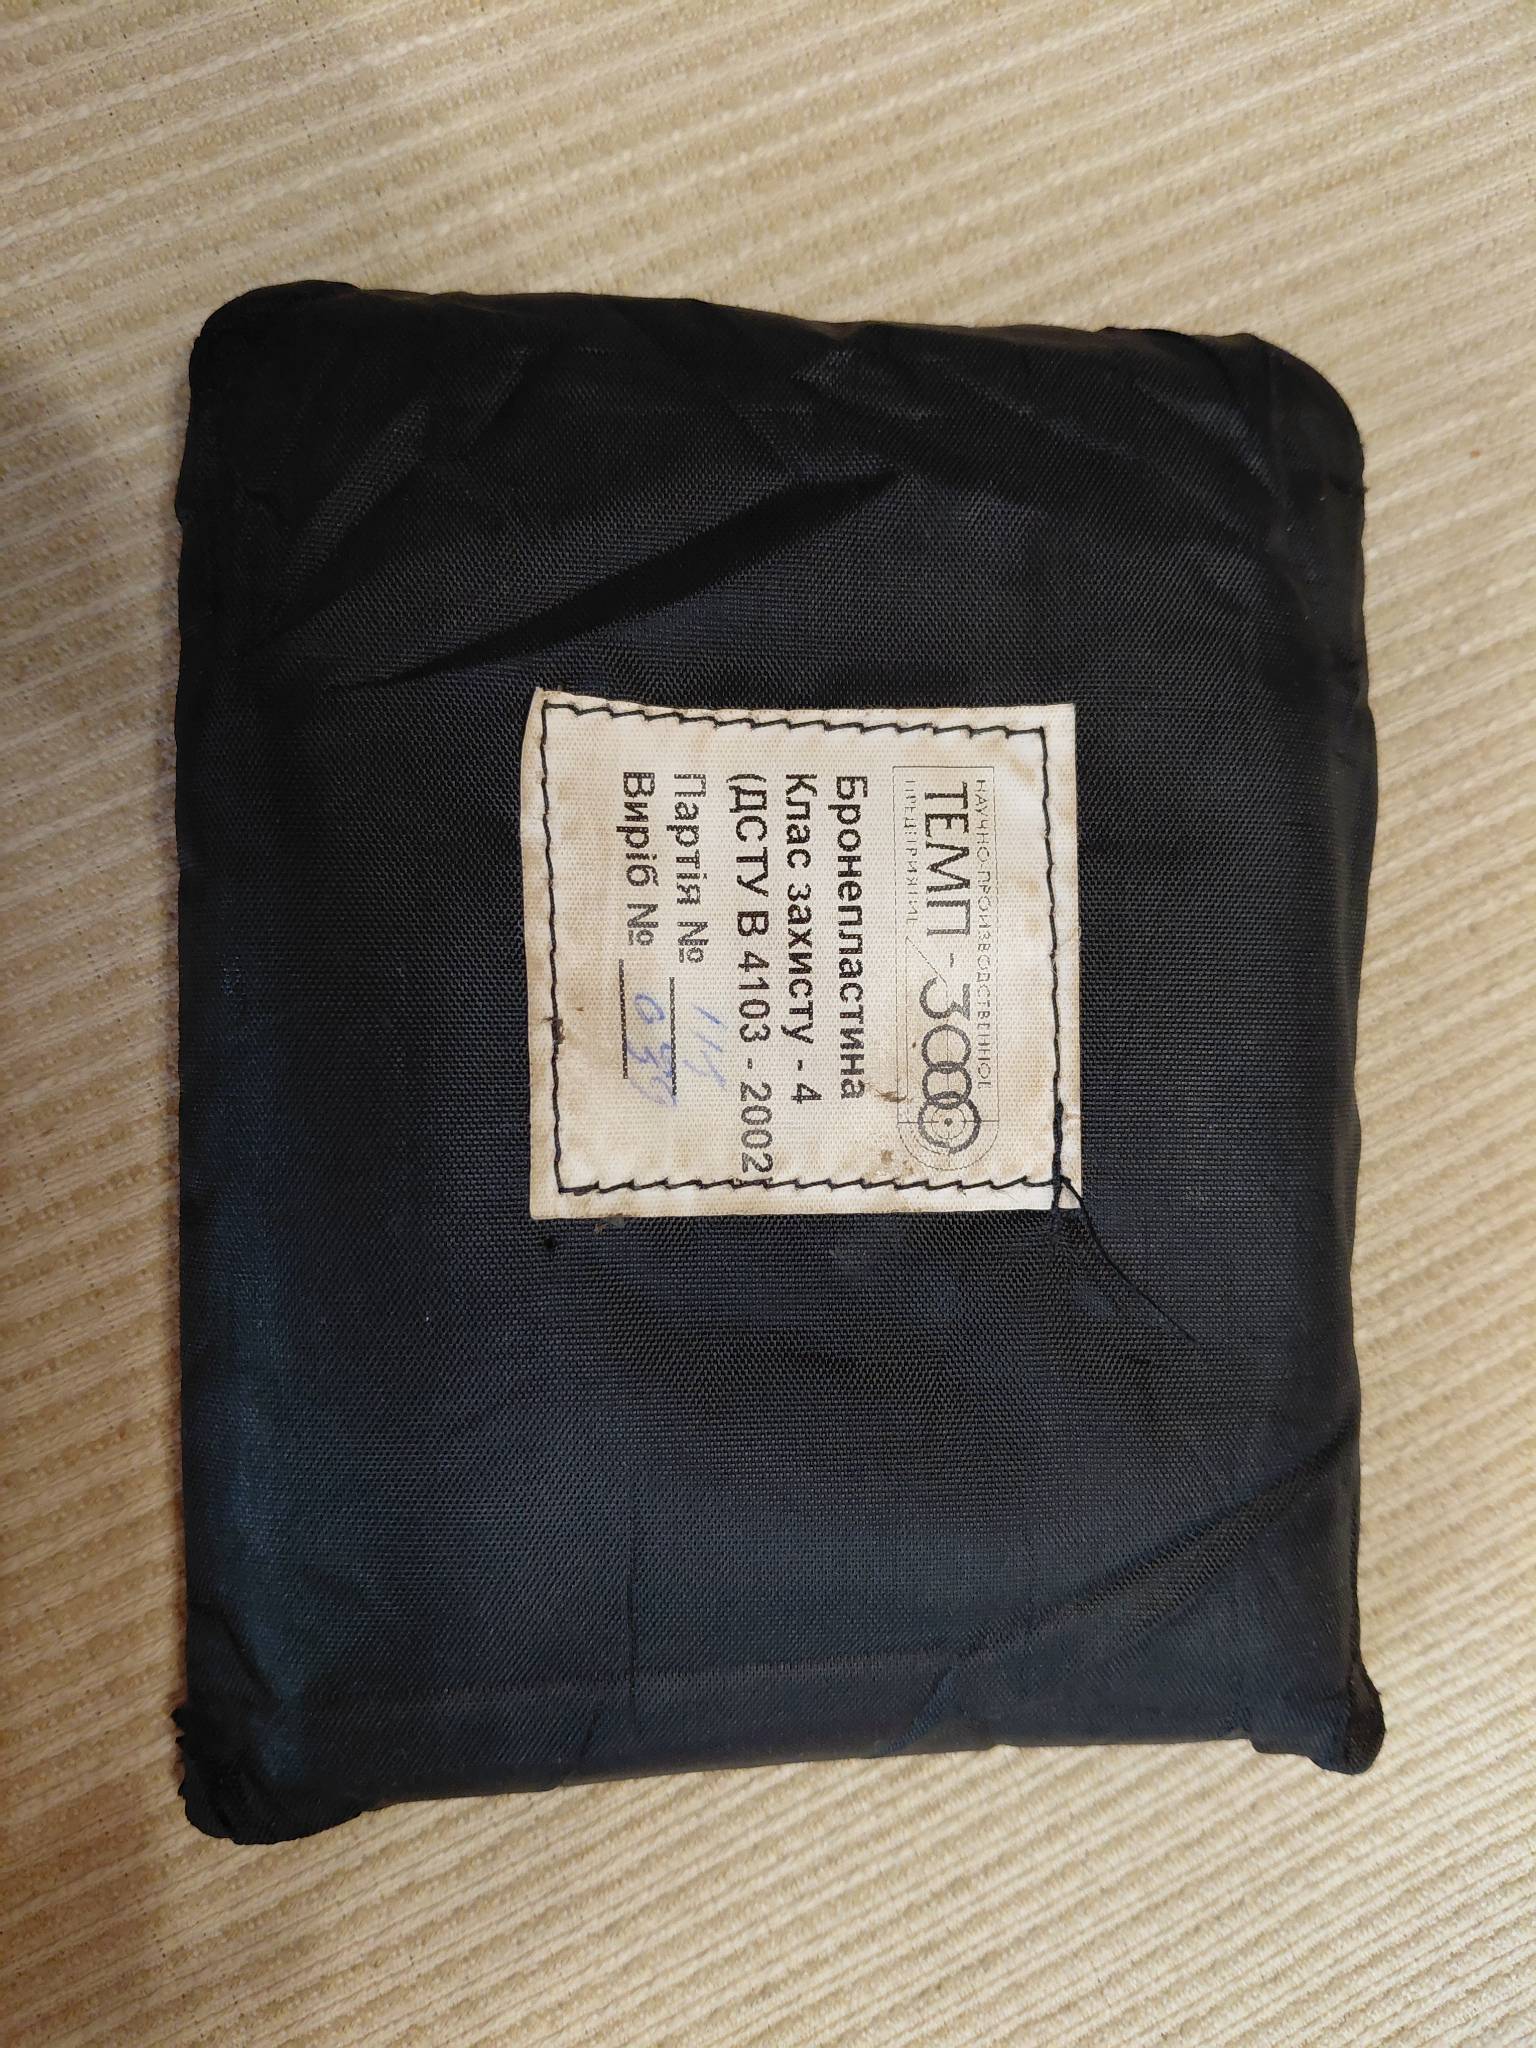 НАУЧНО-ПРОИЗВОДСТВЕННОЕ
ТЕМП-3000
ПРЕДПРИЯТИЕ
Бронепластина
Клас захисту - 4
(ДСТУ В 4103 - 2002
Партія №
Виріб №